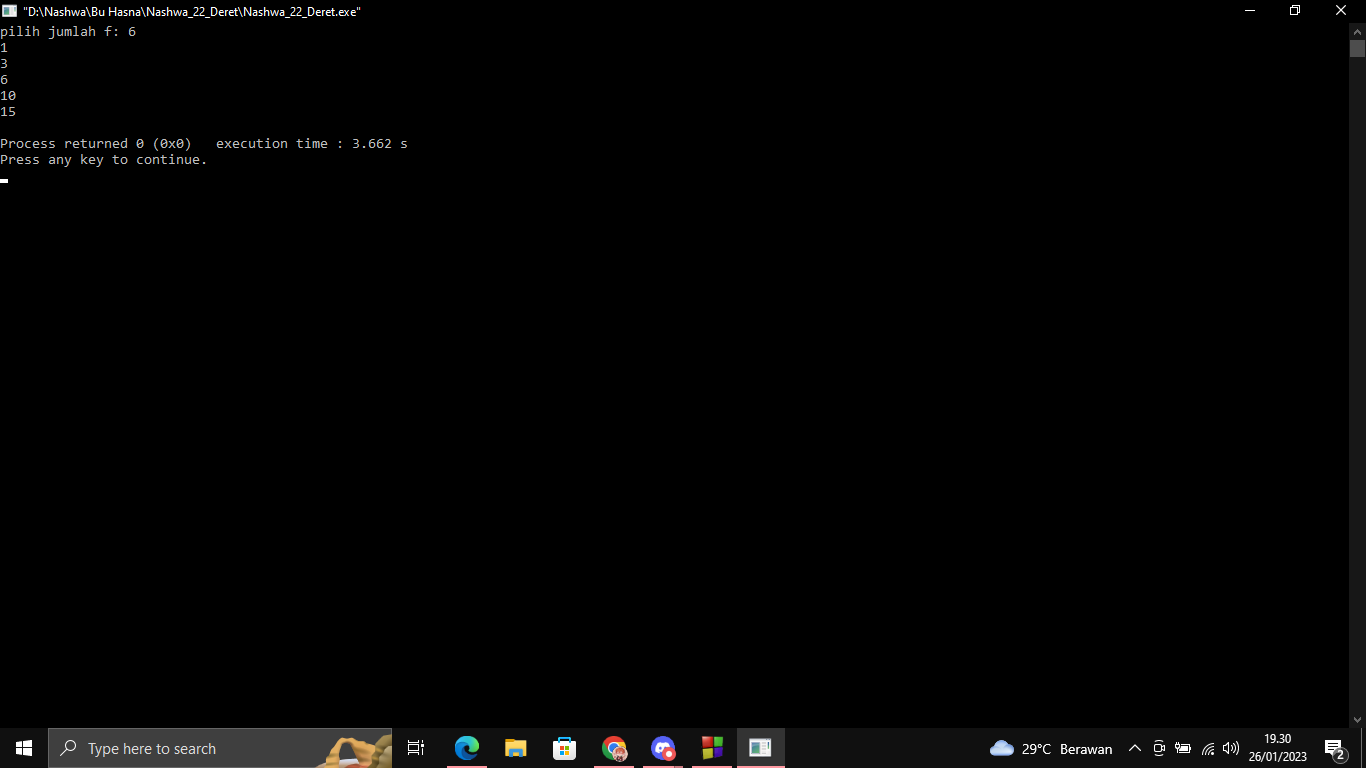 "D:\Nashwa\Bu Hasna\Nashwa_22_Deret\Nashwa_22_Deret.exe"
pilih jumlah f: 6
1
3
6
10
15
Process returned 0 (0x0)   execution time : 3.662 s
Press any key to continue.
Type here to search
29°C Berawan
19.30
26/01/2023
2